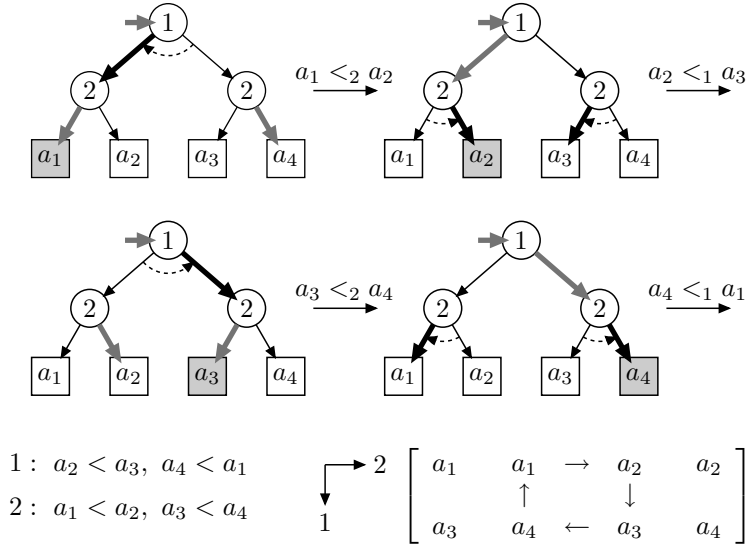 1 1
2 2 a₁ <₂ a₂ 2 2 a₂ <₁ a₃
a₁ a₂ a₃ a₄ a₁ a₂ a₃ a₄
1 1
2 2 a₃ <₂ a₄ 2 2 a₄ <₁ a₁
a₁ a₂ a₃ a₄ a₁ a₂ a₃ a₄
1 : a₂ < a₃, a₄ < a₁ 2 a₁ a₁ → a₂ a₂
↑ ↓
2 : a₁ < a₂, a₃ < a₄ 1 a₃ a₄ ← a₃ a₄